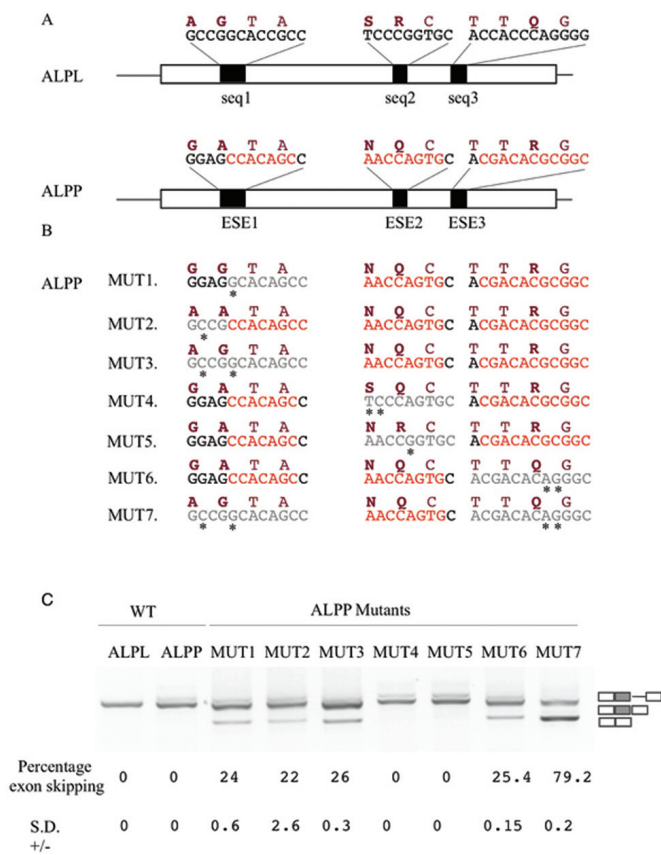 A
A G T A S R C T T Q G
GCCGGCACCGCC TCCCGGTGC ACCACCCAGGGG
ALPL
seq1 seq2 seq3
G A T A N Q C T T R G
GGAGCCACAGCC AACCAGTGC ACGACACGCGGC
ALPP
ESE1 ESE2 ESE3
B
ALPP
G G T A N Q C T T R G
MUT1. GGAGGCACAGCC AACCAGTGC ACGACACGCGGC
*
A A T A N Q C T T R G
MUT2. GCCGCCACAGCC AACCAGTGC ACGACACGCGGC
*
A G T A N Q C T T R G
MUT3. GCCGGCACAGCC AACCAGTGC ACGACACGCGGC
* *
G A T A S Q C T T R G
MUT4. GGAGCCACAGCC TCCCAGTGC ACGACACGCGGC
**
G A T A N R C T T R G
MUT5. GGAGCCACAGCC AACCGGTGC ACGACACGCGGC
*
G A T A N Q C T T Q G
MUT6. GGAGCCACAGCC AACCAGTGC ACGACACAGGGC
**
A G T A N Q C T T Q G
MUT7. GCCGGCACAGCC AACCAGTGC ACGACACAGGGC
* * **
C
WT ALPP Mutants
ALPL ALPP MUT1 MUT2 MUT3 MUT4 MUT5 MUT6 MUT7
Percentage
exon skipping 0 0 24 22 26 0 0 25.4 79.2
S.D. 0 0 0.6 2.6 0.3 0 0 0.15 0.2
+/-